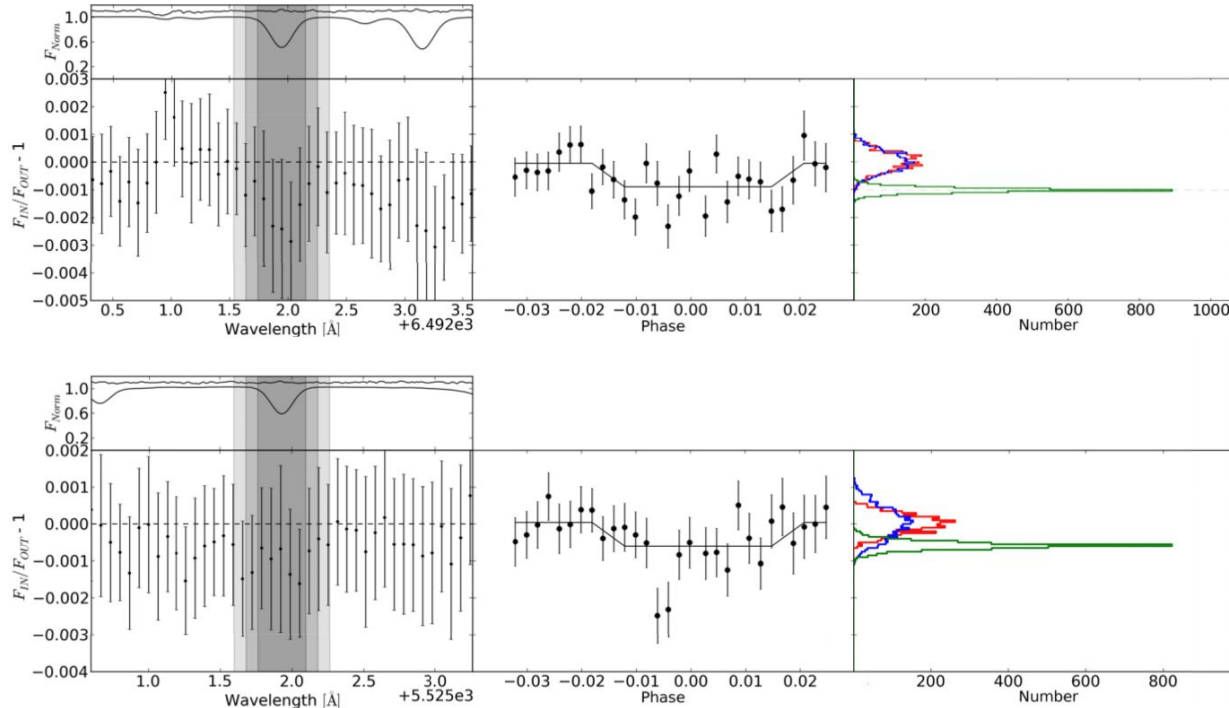 F_Norm
1.0
0.6
0.2
F_IN/F_OUT - 1
0.003
0.002
0.001
0.000
−0.001
−0.002
−0.003
−0.004
−0.005
0.5 1.0 1.5 2.0 2.5 3.0 3.5
Wavelength [Å] +6.492e3
−0.03 −0.02 −0.01 0.00 0.01 0.02
Phase
200 400 600 800 1000
Number
F_Norm
1.0
0.6
0.2
F_IN/F_OUT - 1
0.002
0.001
0.000
−0.001
−0.002
−0.003
−0.004
1.0 1.5 2.0 2.5 3.0
Wavelength [Å] +5.525e3
−0.03 −0.02 −0.01 0.00 0.01 0.02
Phase
200 400 600 800
Number